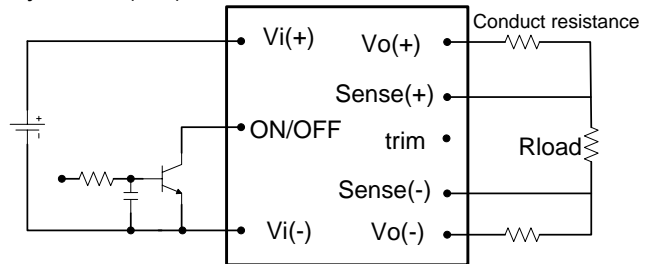 Conduct resistance
Vi(+)
Vo(+)
Sense(+)
ON/OFF
trim
Rload
Sense(-)
Vi(-)
Vo(-)
+
-